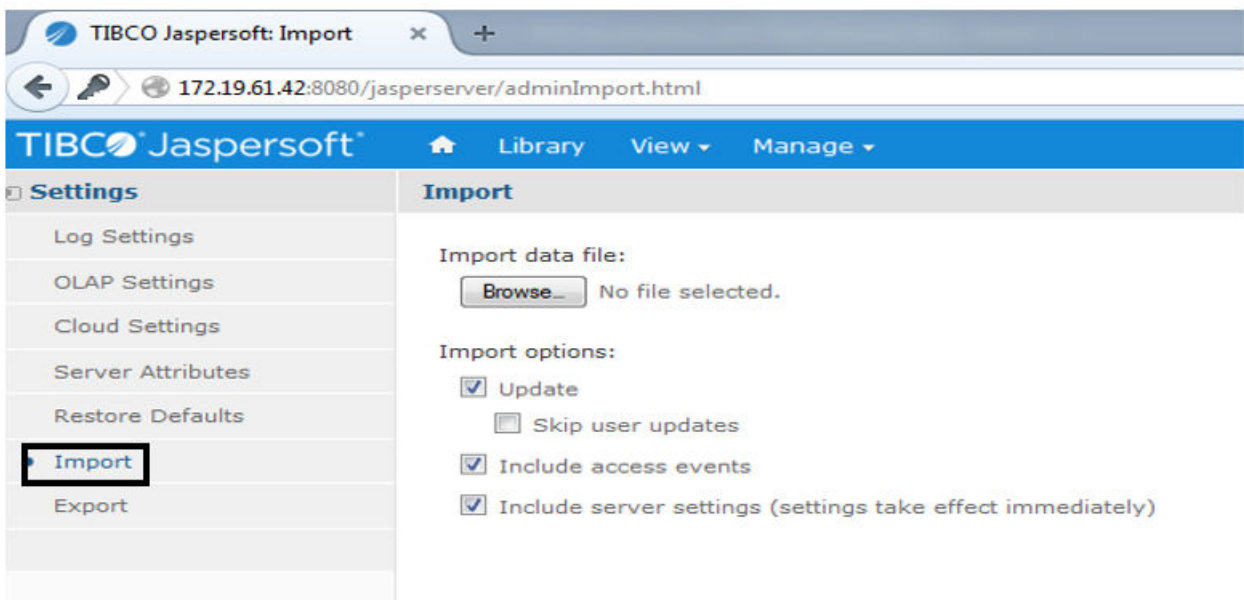 TIBCO Jaspersoft: Import
172.19.61.42:8080/jasperserver/adminImport.html
TIBCO Jaspersoft Library View Manage
Settings
Log Settings
OLAP Settings
Cloud Settings
Server Attributes
Restore Defaults
Import
Export
Import
Import data file:
Browse... No file selected.
Import options:
Update
Skip user updates
Include access events
Include server settings (settings take effect immediately)